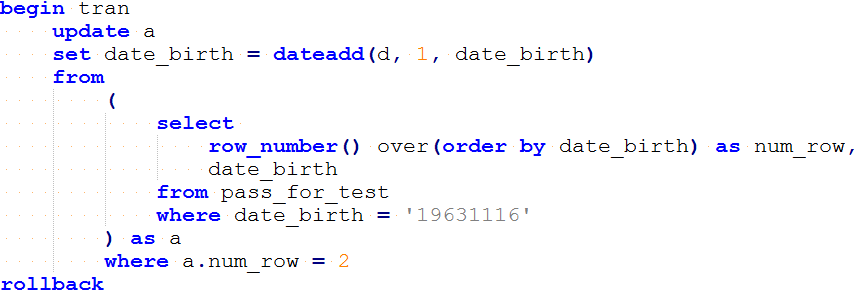 begin tran
update a
set date_birth = dateadd(d, 1, date_birth)
from
(
select
row_number() over(order by date_birth) as num_row,
date_birth
from pass_for_test
where date_birth = '19631116'
) as a
where a.num_row = 2
rollback